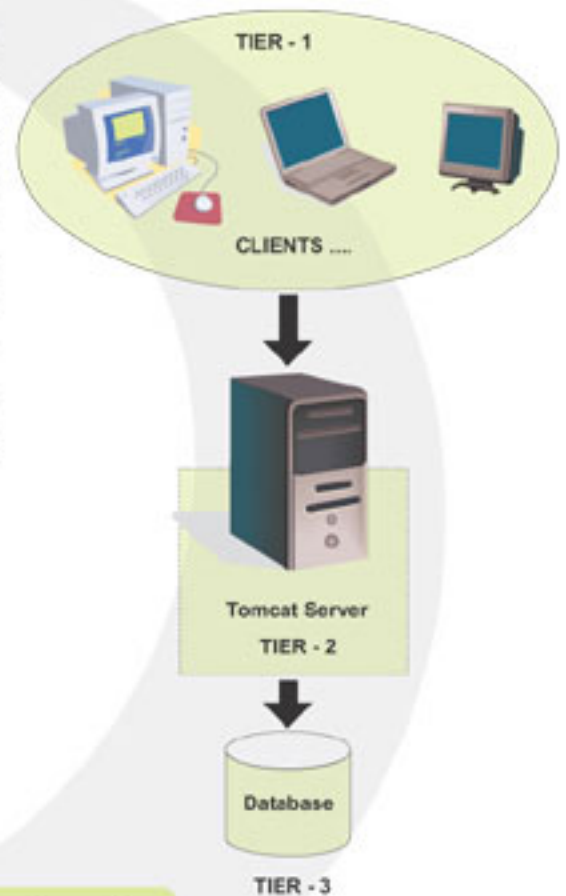 TIER - 1
CLIENTS ....
Tomcat Server
TIER - 2
Database
TIER - 3